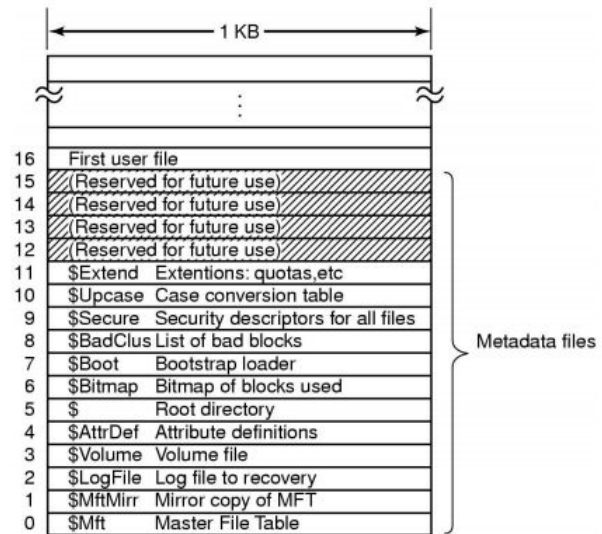 1 KB
16 First user file
15 (Reserved for future use)
14 (Reserved for future use)
13 (Reserved for future use)
12 (Reserved for future use)
11 $Extend Extentions: quotas,etc
10 $Upcase Case conversion table
9 $Secure Security descriptors for all files
8 $BadClus List of bad blocks
7 $Boot Bootstrap loader
6 $Bitmap Bitmap of blocks used
5 $ Root directory
4 $AttrDef Attribute definitions
3 $Volume Volume file
2 $LogFile Log file to recovery
1 $MftMirr Mirror copy of MFT
0 $Mft Master File Table
Metadata files